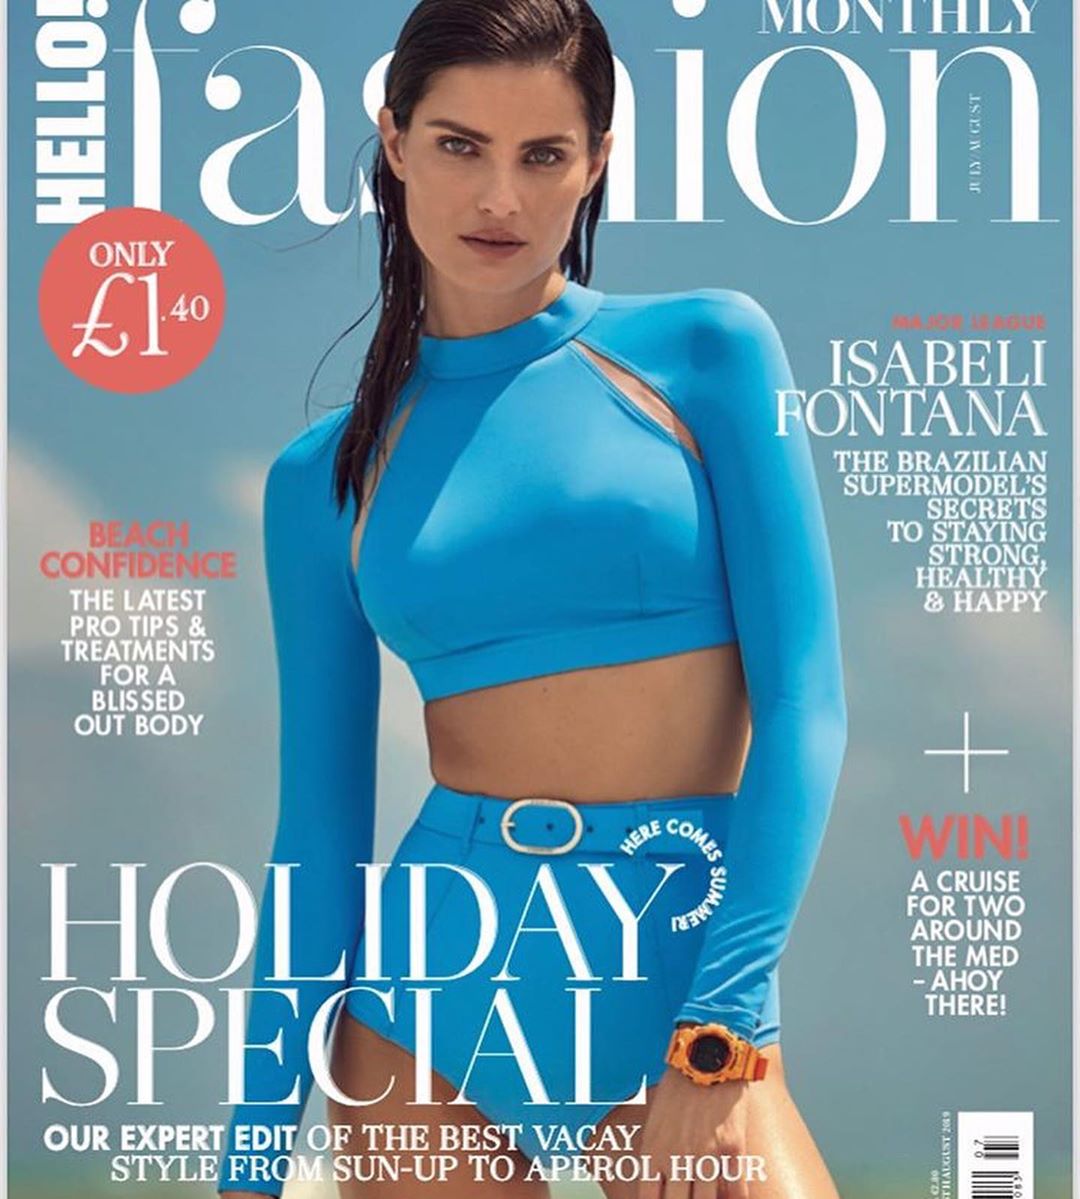 HELLO!
fashion
MONTHLY
JULY/AUGUST
ONLY
£1.40
MAJOR LEAGUE
ISABELI
FONTANA
THE BRAZILIAN
SUPERMODEL'S
SECRETS
TO STAYING
STRONG,
HEALTHY
& HAPPY
BEACH
CONFIDENCE
THE LATEST
PRO TIPS &
TREATMENTS
FOR A
BLISSED
OUT BODY
WIN!
A CRUISE
FOR TWO
AROUND
THE MED
– AHOY
THERE!
HERE COMES SUMMER!
HOLIDAY
SPECIAL
OUR EXPERT EDIT OF THE BEST VACAY
STYLE FROM SUN-UP TO APEROL HOUR
AUGUST 2019
07